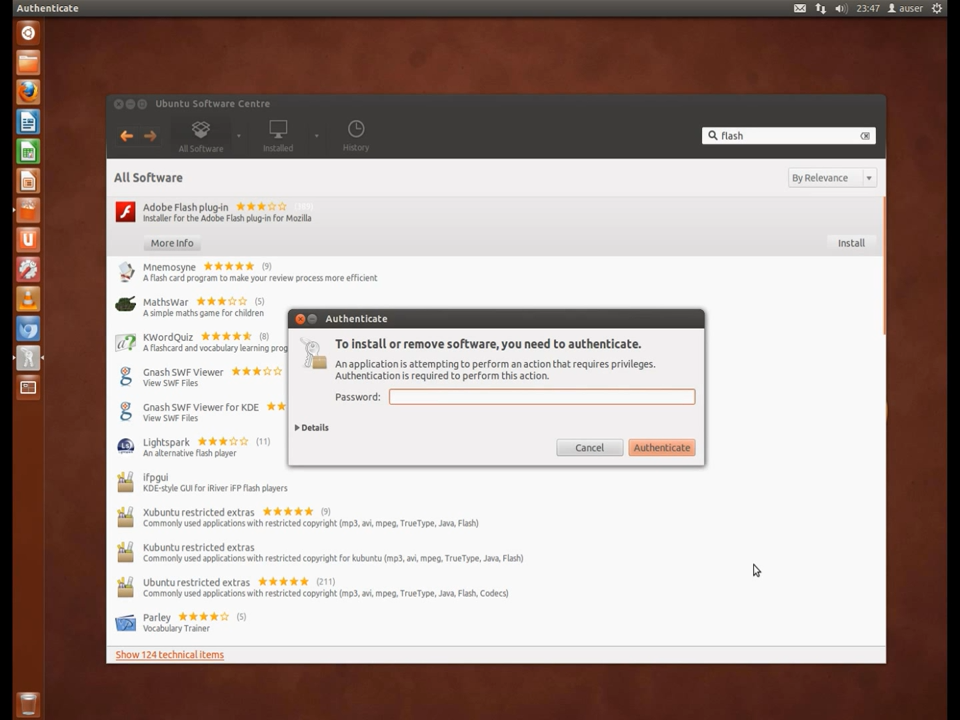 Authenticate
23:47 auser
Ubuntu Software Centre
All Software
Installed
History
flash
All Software
By Relevance
Adobe Flash plug-in
Installer for the Adobe Flash plug-in for Mozilla
More Info
Install
Mnemosyne (9)
A flash card program to make your review process more efficient
MathsWar (5)
A simple maths game for children
KWordQuiz (8)
A flashcard and vocabulary learning prog
Gnash SWF Viewer
View SWF Files
Gnash SWF Viewer for KDE
View SWF Files
Lightspark (11)
An alternative flash player
ifpgui
KDE-style GUI for iRiver iFP flash players
Xubuntu restricted extras (9)
Commonly used applications with restricted copyright (mp3, avi, mpeg, TrueType, Java, Flash)
Kubuntu restricted extras
Commonly used applications with restricted copyright for kubuntu (mp3, avi, mpeg, TrueType, Java, Flash)
Ubuntu restricted extras (211)
Commonly used applications with restricted copyright (mp3, avi, mpeg, TrueType, Java, Flash, Codecs)
Parley (5)
Vocabulary Trainer
Show 124 technical items
Authenticate
To install or remove software, you need to authenticate.
An application is attempting to perform an action that requires privileges.
Authentication is required to perform this action.
Password:
Details
Cancel
Authenticate